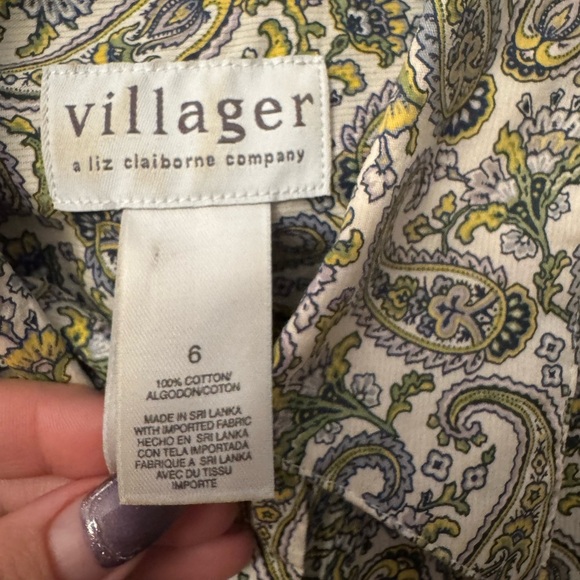 villager
a liz claiborne company
6
100% COTTON/
ALGODON/COTON
MADE IN SRI LANKA
WITH IMPORTED FABRIC
HECHO EN SRI LANKA
CON TELA IMPORTADA
FABRIQUE A SRI LANKA
AVEC DU TISSU
IMPORTE